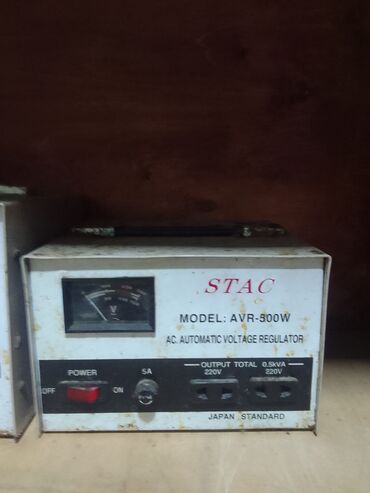 STAC
MODEL: AVR-500W
AC. AUTOMATIC VOLTAGE REGULATOR
V
POWER
OFF
ON
5A
OUTPUT TOTAL 0.5kVA
220V 220V
JAPAN STANDARD